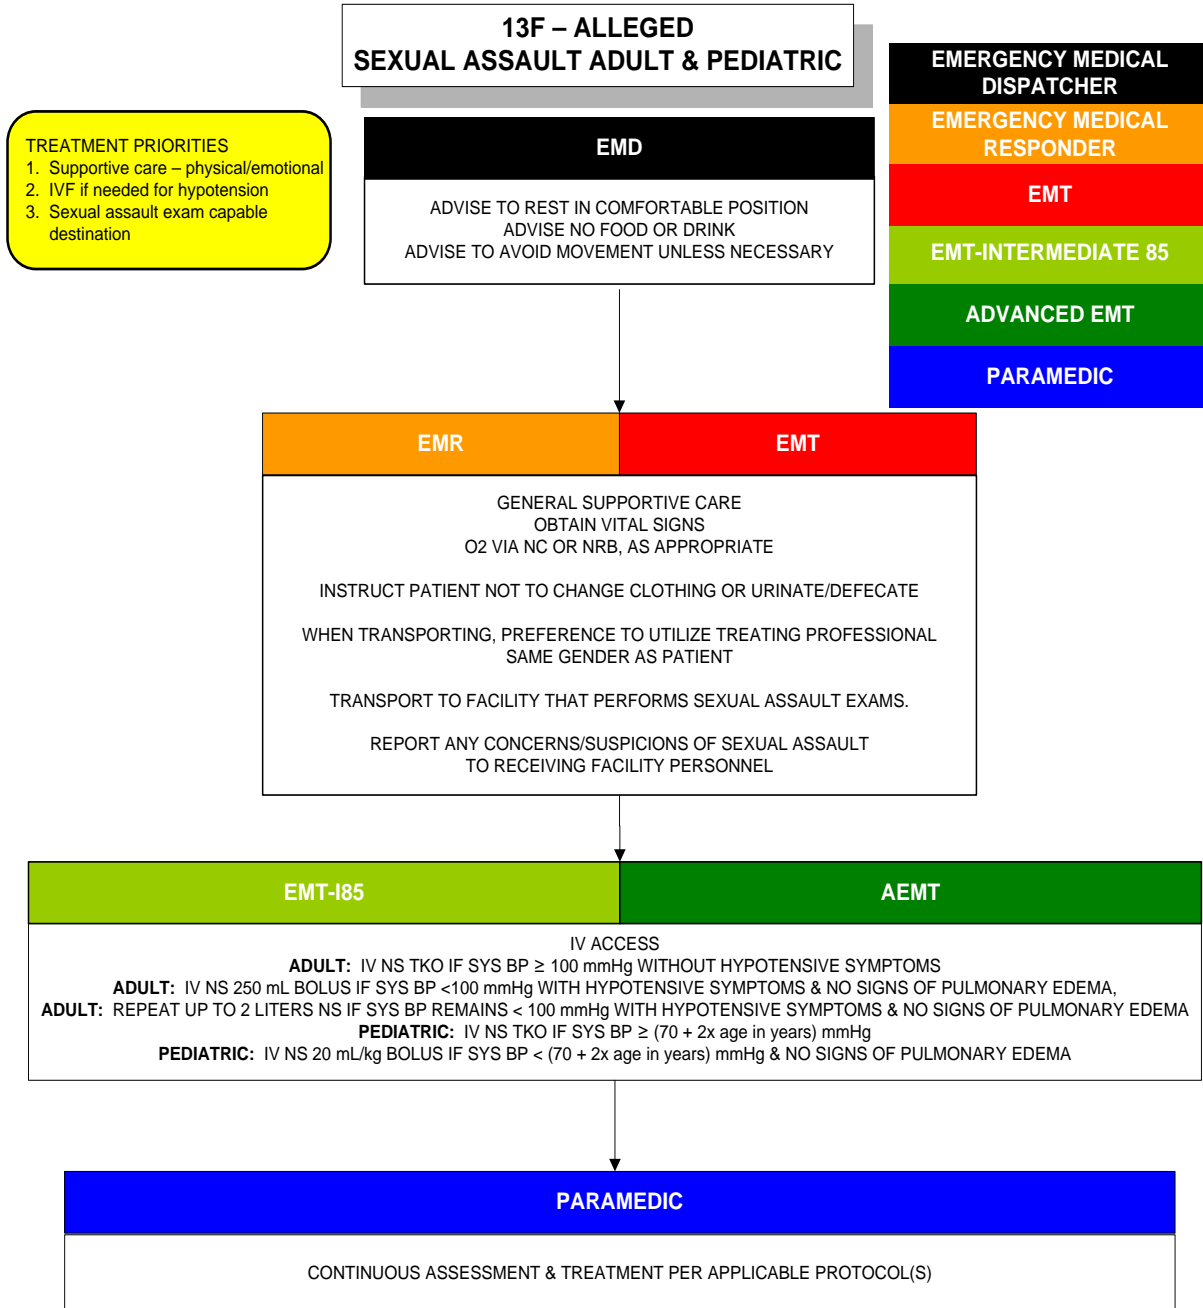 13F – ALLEGED
SEXUAL ASSAULT ADULT & PEDIATRIC
EMERGENCY MEDICAL
DISPATCHER
EMERGENCY MEDICAL
RESPONDER
EMT
EMT-INTERMEDIATE 85
ADVANCED EMT
PARAMEDIC
TREATMENT PRIORITIES
1. Supportive care – physical/emotional
2. IVF if needed for hypotension
3. Sexual assault exam capable
destination
EMD
ADVISE TO REST IN COMFORTABLE POSITION
ADVISE NO FOOD OR DRINK
ADVISE TO AVOID MOVEMENT UNLESS NECESSARY
EMR
EMT
GENERAL SUPPORTIVE CARE
OBTAIN VITAL SIGNS
O2 VIA NC OR NRB, AS APPROPRIATE
INSTRUCT PATIENT NOT TO CHANGE CLOTHING OR URINATE/DEFECATE
WHEN TRANSPORTING, PREFERENCE TO UTILIZE TREATING PROFESSIONAL
SAME GENDER AS PATIENT
TRANSPORT TO FACILITY THAT PERFORMS SEXUAL ASSAULT EXAMS.
REPORT ANY CONCERNS/SUSPICIONS OF SEXUAL ASSAULT
TO RECEIVING FACILITY PERSONNEL
EMT-I85
AEMT
IV ACCESS
ADULT: IV NS TKO IF SYS BP ≥ 100 mmHg WITHOUT HYPOTENSIVE SYMPTOMS
ADULT: IV NS 250 mL BOLUS IF SYS BP <100 mmHg WITH HYPOTENSIVE SYMPTOMS & NO SIGNS OF PULMONARY EDEMA,
ADULT: REPEAT UP TO 2 LITERS NS IF SYS BP REMAINS < 100 mmHg WITH HYPOTENSIVE SYMPTOMS & NO SIGNS OF PULMONARY EDEMA
PEDIATRIC: IV NS TKO IF SYS BP ≥ (70 + 2x age in years) mmHg
PEDIATRIC: IV NS 20 mL/kg BOLUS IF SYS BP < (70 + 2x age in years) mmHg & NO SIGNS OF PULMONARY EDEMA
PARAMEDIC
CONTINUOUS ASSESSMENT & TREATMENT PER APPLICABLE PROTOCOL(S)